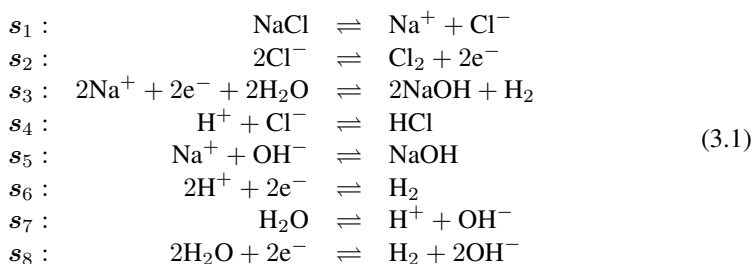 s₁ : NaCl ⇌ Na⁺ + Cl⁻
s₂ : 2Cl⁻ ⇌ Cl₂ + 2e⁻
s₃ : 2Na⁺ + 2e⁻ + 2H₂O ⇌ 2NaOH + H₂
s₄ : H⁺ + Cl⁻ ⇌ HCl
(3.1)
s₅ : Na⁺ + OH⁻ ⇌ NaOH
s₆ : 2H⁺ + 2e⁻ ⇌ H₂
s₇ : H₂O ⇌ H⁺ + OH⁻
s₈ : 2H₂O + 2e⁻ ⇌ H₂ + 2OH⁻